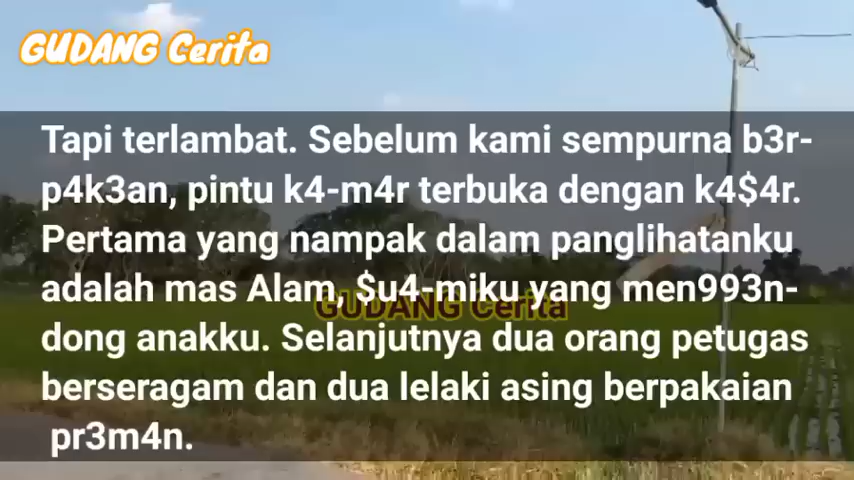 GUDANG Cerita
Tapi terlambat. Sebelum kami sempurna b3r-
p4k3an, pintu k4-m4r terbuka dengan k4$4r.
Pertama yang nampak dalam panglihatanku
adalah mas Alam, $u4-miku yang men993n-
GUDANG Cerita
dong anakku. Selanjutnya dua orang petugas
berseragam dan dua lelaki asing berpakaian
pr3m4n.